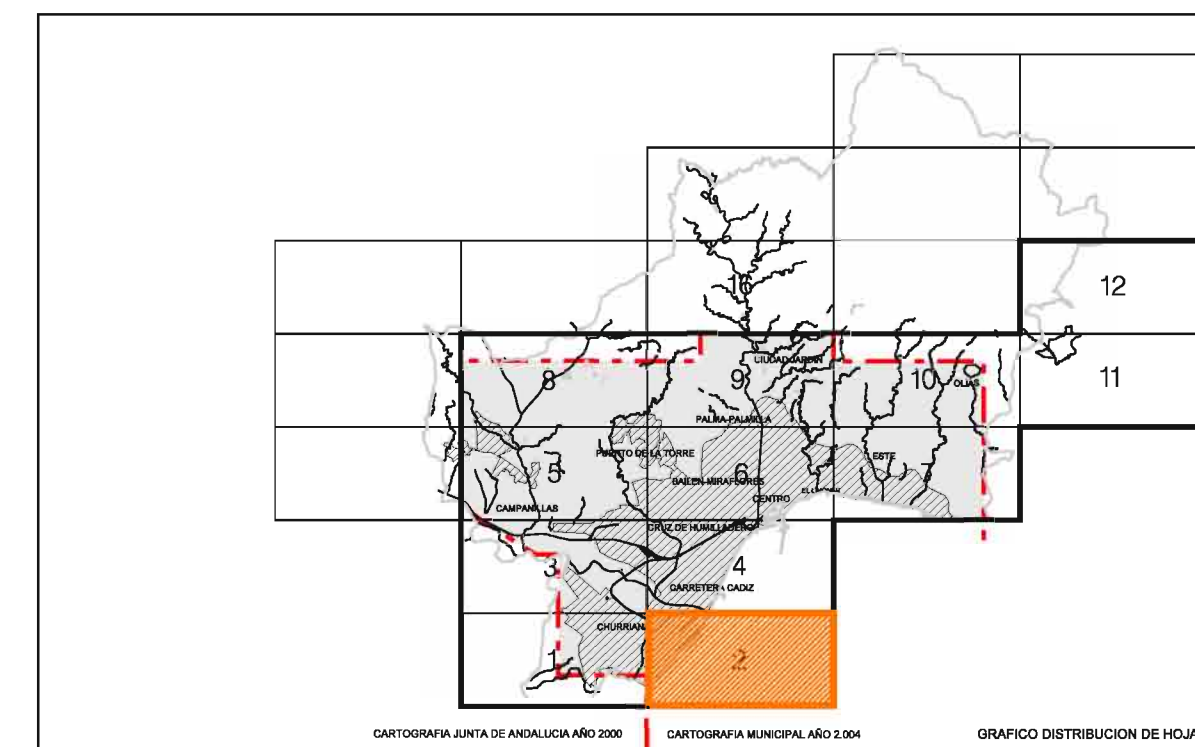 16
12
CIUDAD JARDIN
8
9
10
OLIAS
11
PALMA-PALMILLA
PUERTO DE LA TORRE
ESTE
5
6
BAILEN MIRAFLORES
CENTRO
CAMPANILLAS
CRUZ DE HUMILLADERO
3
4
CARRETERA CADIZ
CHURRIAN
1
2
CARTOGRAFIA JUNTA DE ANDALUCIA AÑO 2000
CARTOGRAFIA MUNICIPAL AÑO 2.004
GRAFICO DISTRIBUCION DE HOJA